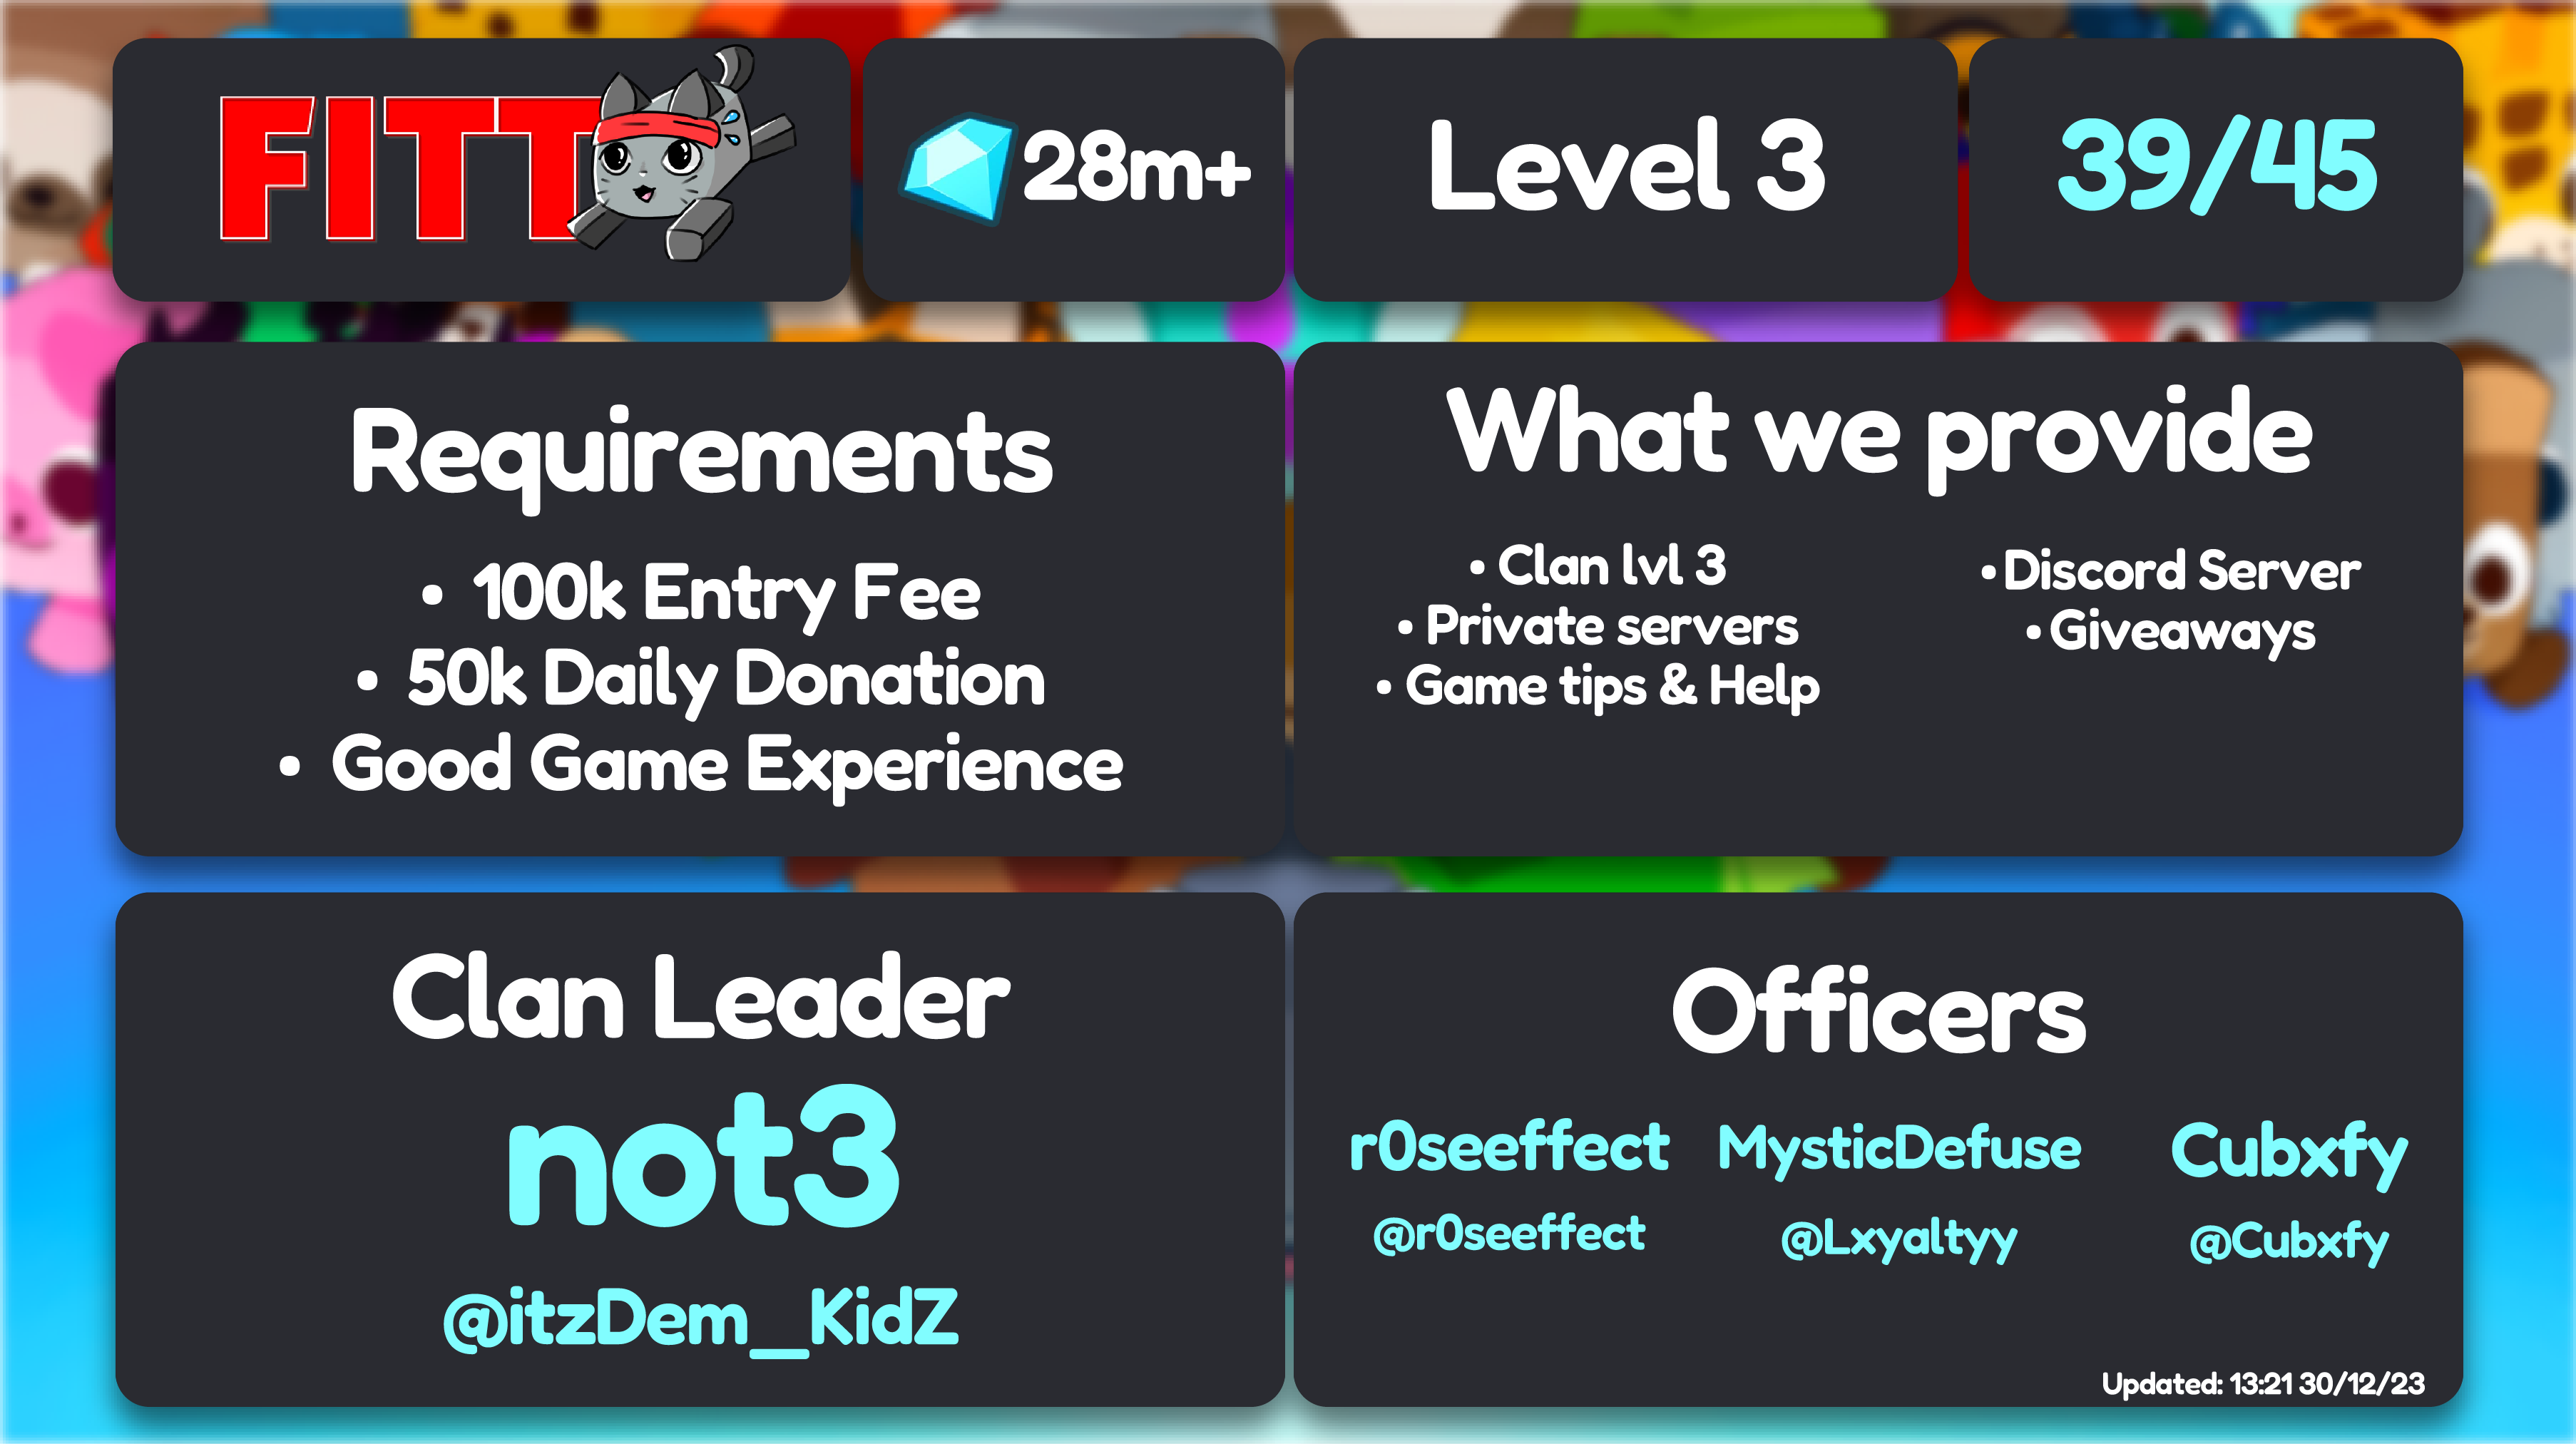 FITT
28m+
Level 3
39/45
Requirements
• 100k Entry Fee
• 50k Daily Donation
• Good Game Experience
What we provide
• Clan lvl 3
• Private servers
• Game tips & Help
• Discord Server
• Giveaways
Clan Leader
not3
@itzDem_KidZ
Officers
r0seeffect
@r0seeffect
MysticDefuse
@Lxyaltyy
Cubxfy
@Cubxfy
Updated: 13:21 30/12/23